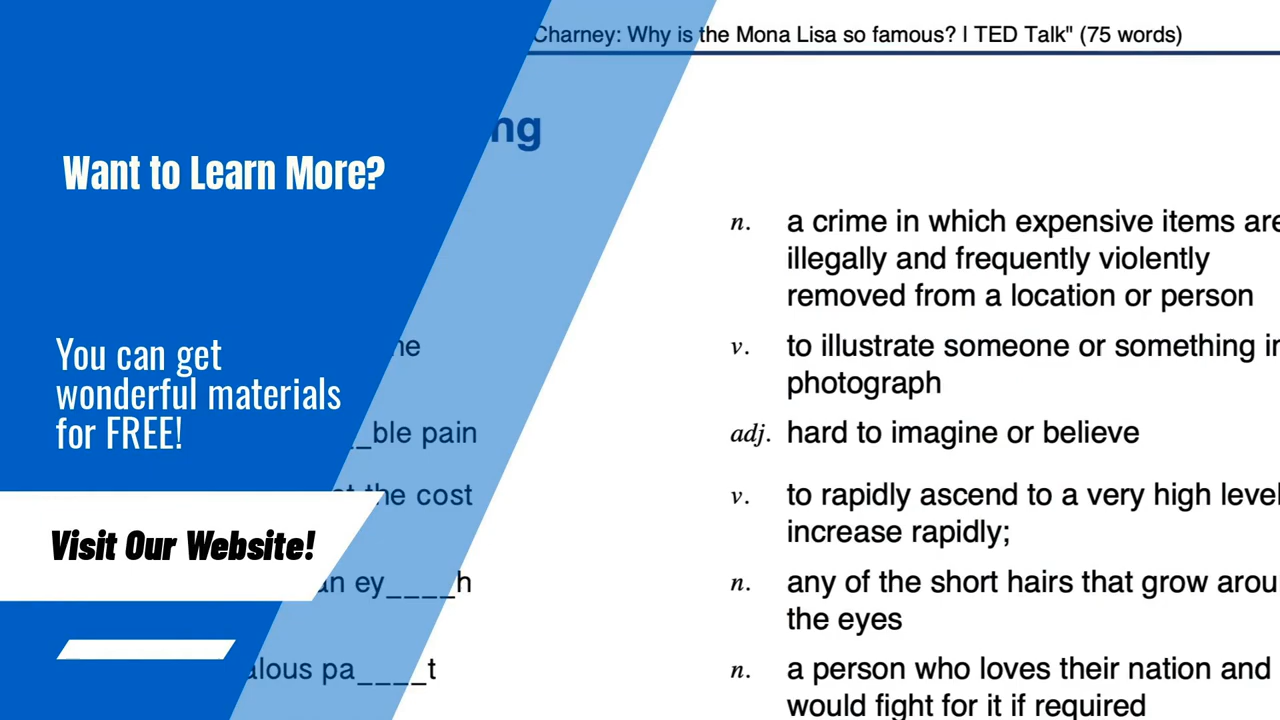 Charney: Why is the Mona Lisa so famous? | TED Talk" (75 words)
ng
Want to Learn More?
You can get
wonderful materials
for FREE!
Visit Our Website!
he
_ble pain
the cost
an ey____h
alous pa____t
n. a crime in which expensive items are
illegally and frequently violently
removed from a location or person
v. to illustrate someone or something in
photograph
adj. hard to imagine or believe
v. to rapidly ascend to a very high level
increase rapidly;
n. any of the short hairs that grow arou
the eyes
n. a person who loves their nation and
would fight for it if required